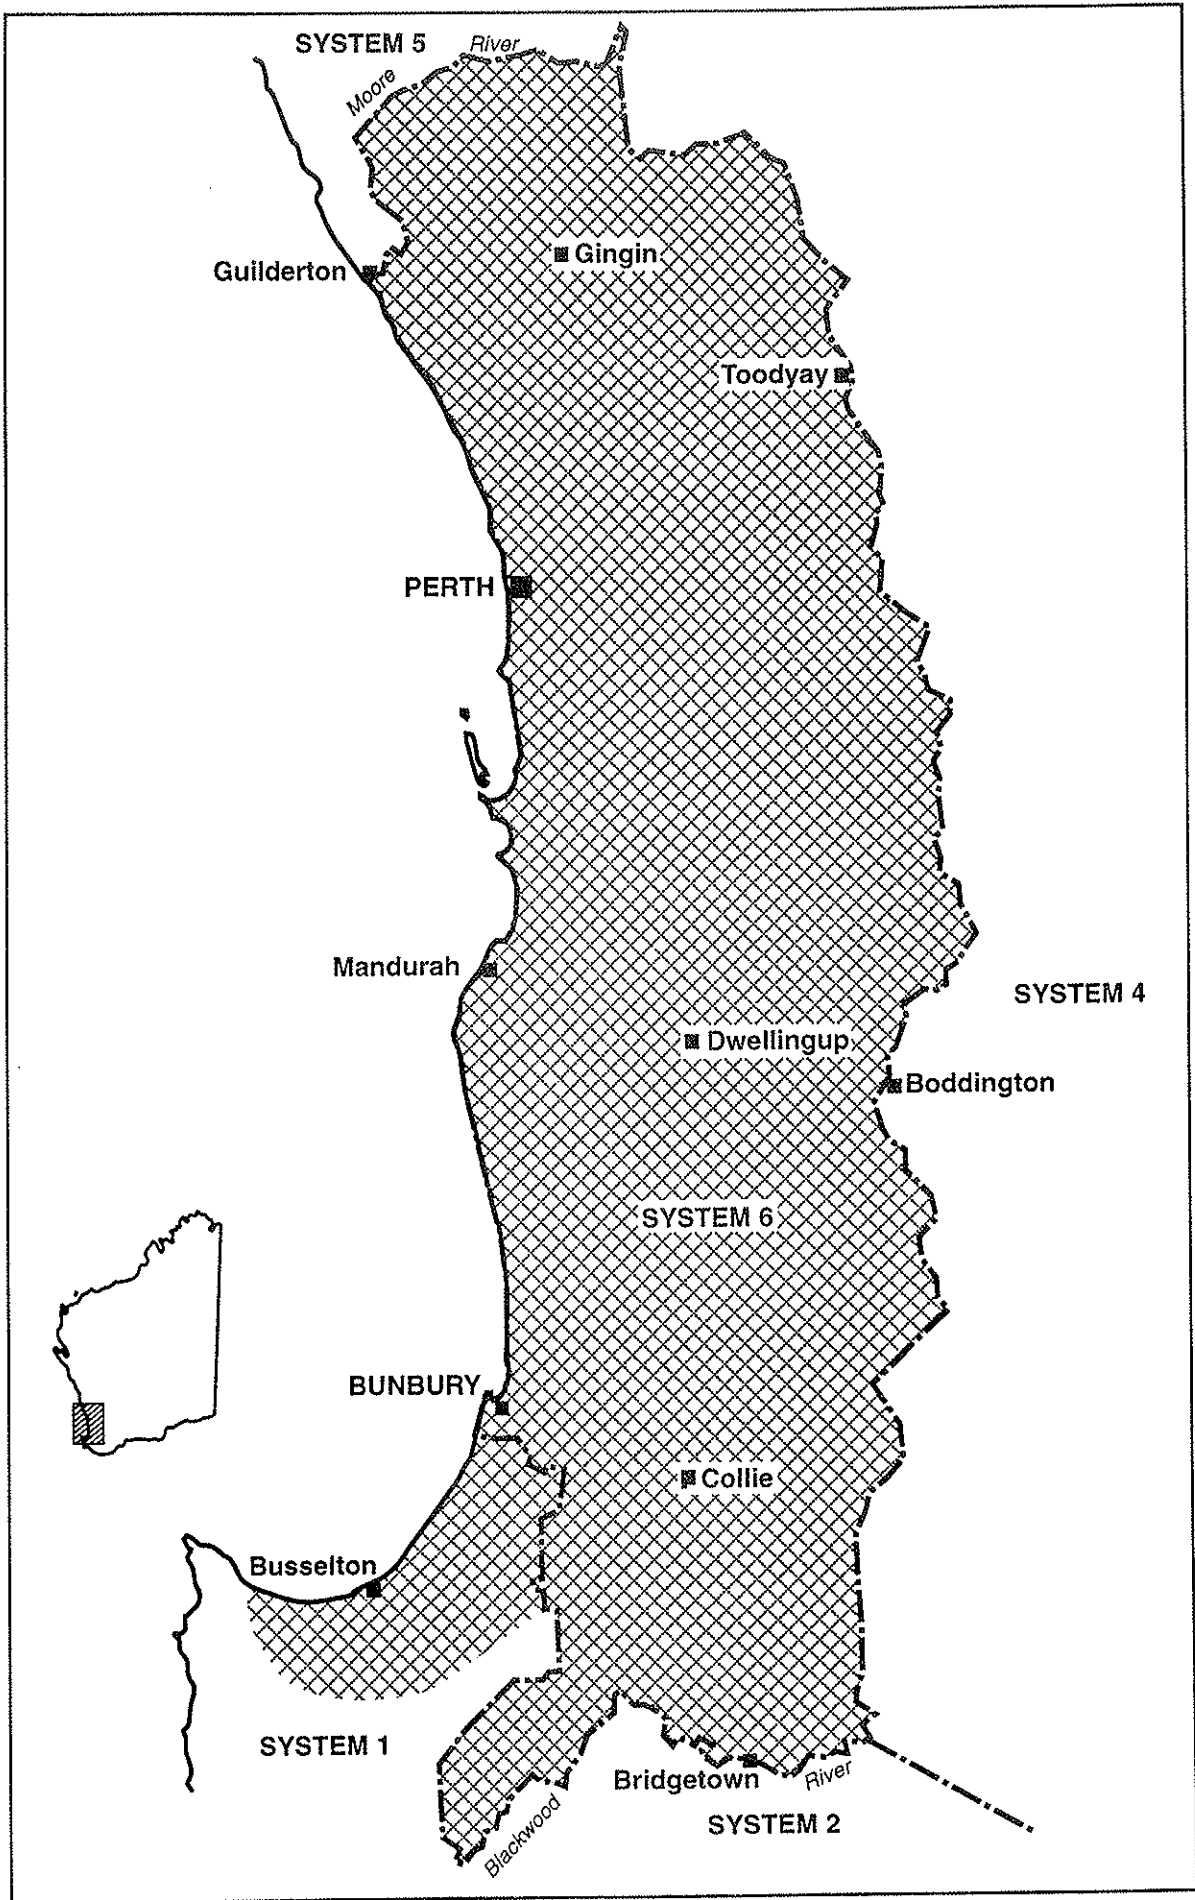 SYSTEM 5
River
Moore
Gingin
Guilderton
Toodyay
PERTH
Mandurah
SYSTEM 4
Dwellingup
Boddington
SYSTEM 6
BUNBURY
Collie
Busselton
SYSTEM 1
Bridgetown
River
SYSTEM 2
Blackwood